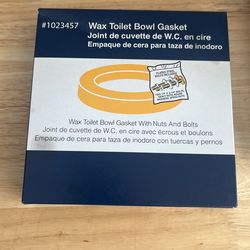 #1023457 Wax Toilet Bowl Gasket
Joint de cuvette de W.C. en cire
Empaque de cera para taza de inodoro
Wax Toilet Bowl Gasket With Nuts And Bolts
Joint de cuvette de W.C. en cire avec écrous et boulons
Empaque de cera para taza de inodoro con tuercas y pernos